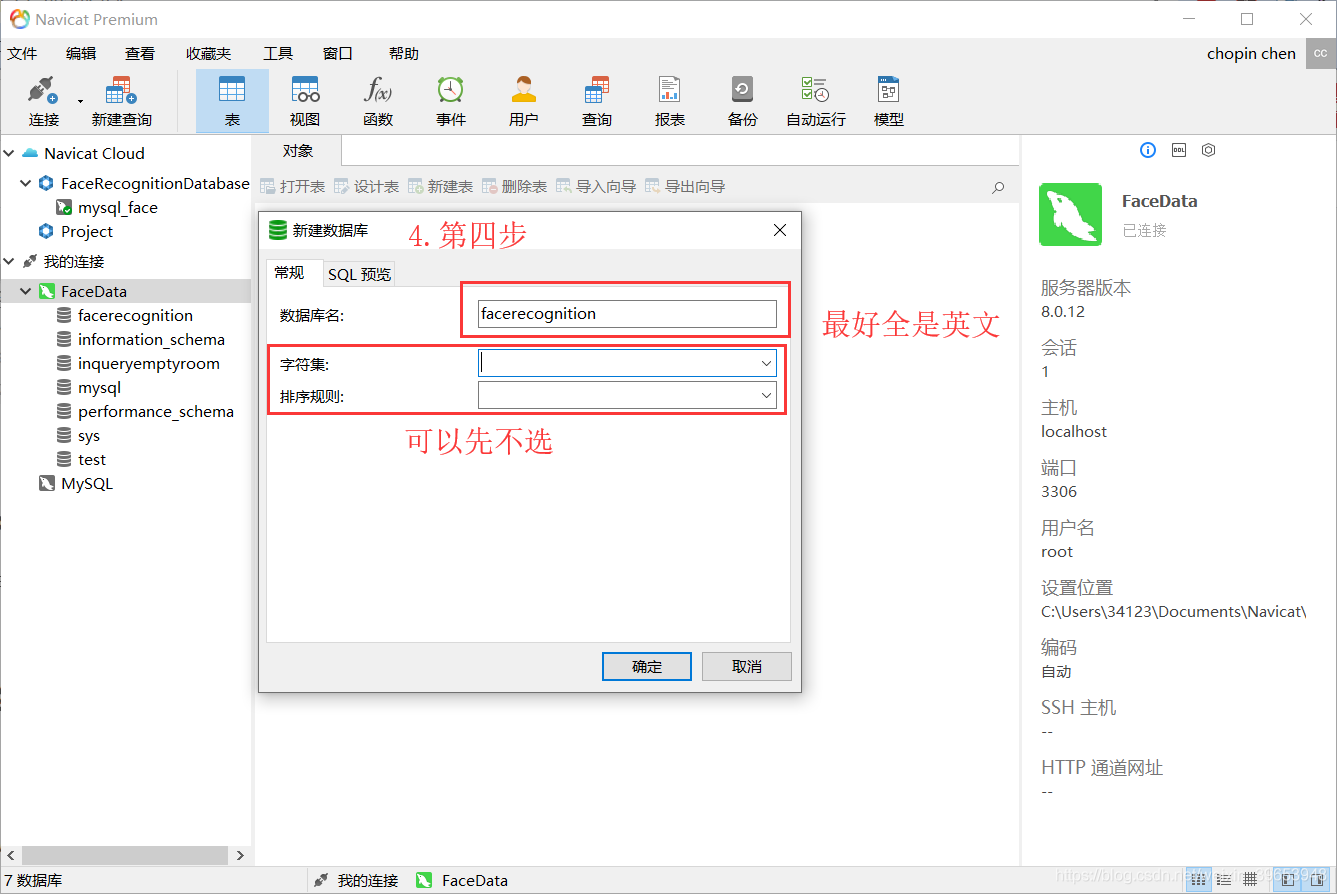 Navicat Premium
文件 编辑 查看 收藏夹 工具 窗口 帮助
chopin chen
CC
连接 新建查询 表 视图 函数 事件 用户 查询 报表 备份 自动运行 模型
Navicat Cloud
FaceRecognitionDatabase
mysql_face
Project
我的连接
FaceData
facerecognition
information_schema
inqueryemptyroom
mysql
performance_schema
sys
test
MySQL
对象
打开表 设计表 新建表 删除表 导入向导 导出向导
新建数据库
4. 第四步
常规 SQL 预览
数据库名: facerecognition
最好全是英文
字符集:
排序规则:
可以先不选
确定 取消
DDL
FaceData
已连接
服务器版本
8.0.12
会话
1
主机
localhost
端口
3306
用户名
root
设置位置
C:\Users\34123\Documents\Navicat\
编码
自动
SSH 主机
--
HTTP 通道网址
--
7 数据库 我的连接 FaceData